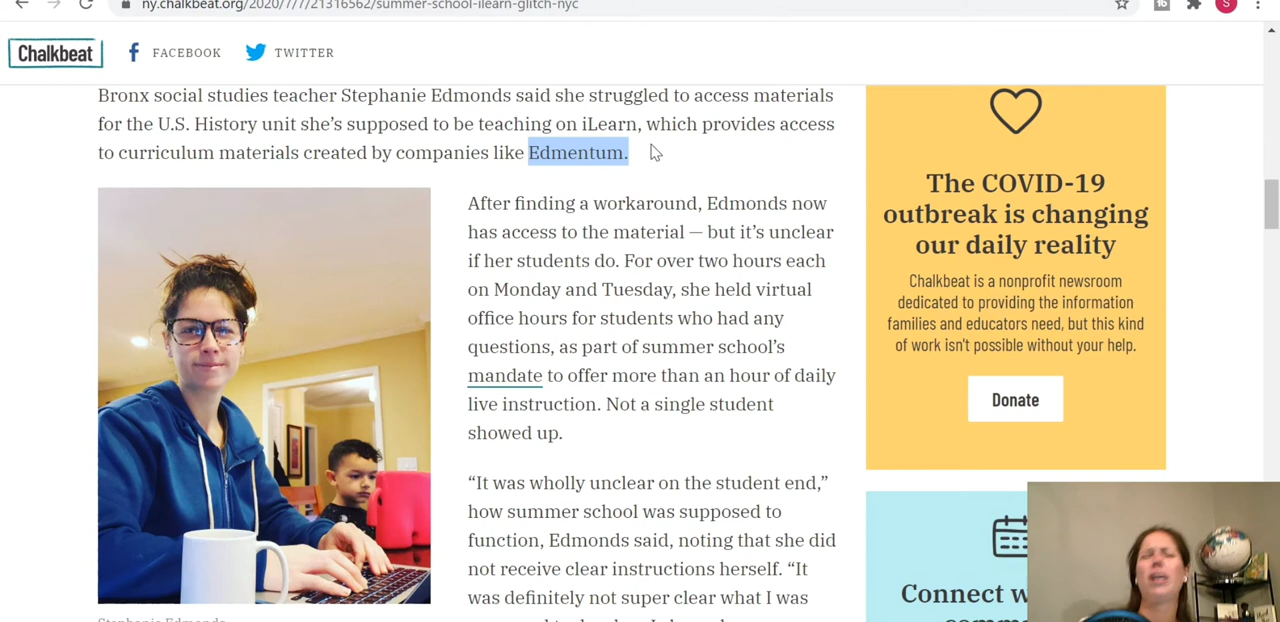 ny.chalkbeat.org/2020/7/7/21316562/summer-school-ilearn-glitch-nyc
16
S
Chalkbeat
FACEBOOK
TWITTER
Bronx social studies teacher Stephanie Edmonds said she struggled to access materials
for the U.S. History unit she’s supposed to be teaching on iLearn, which provides access
to curriculum materials created by companies like Edmentum.
After finding a workaround, Edmonds now
has access to the material — but it’s unclear
if her students do. For over two hours each
on Monday and Tuesday, she held virtual
office hours for students who had any
questions, as part of summer school’s
mandate to offer more than an hour of daily
live instruction. Not a single student
showed up.
“It was wholly unclear on the student end,”
how summer school was supposed to
function, Edmonds said, noting that she did
not receive clear instructions herself. “It
was definitely not super clear what I was
Stephanie Edmonds
The COVID-19
outbreak is changing
our daily reality
Chalkbeat is a nonprofit newsroom
dedicated to providing the information
families and educators need, but this kind
of work isn't possible without your help.
Donate
Connect